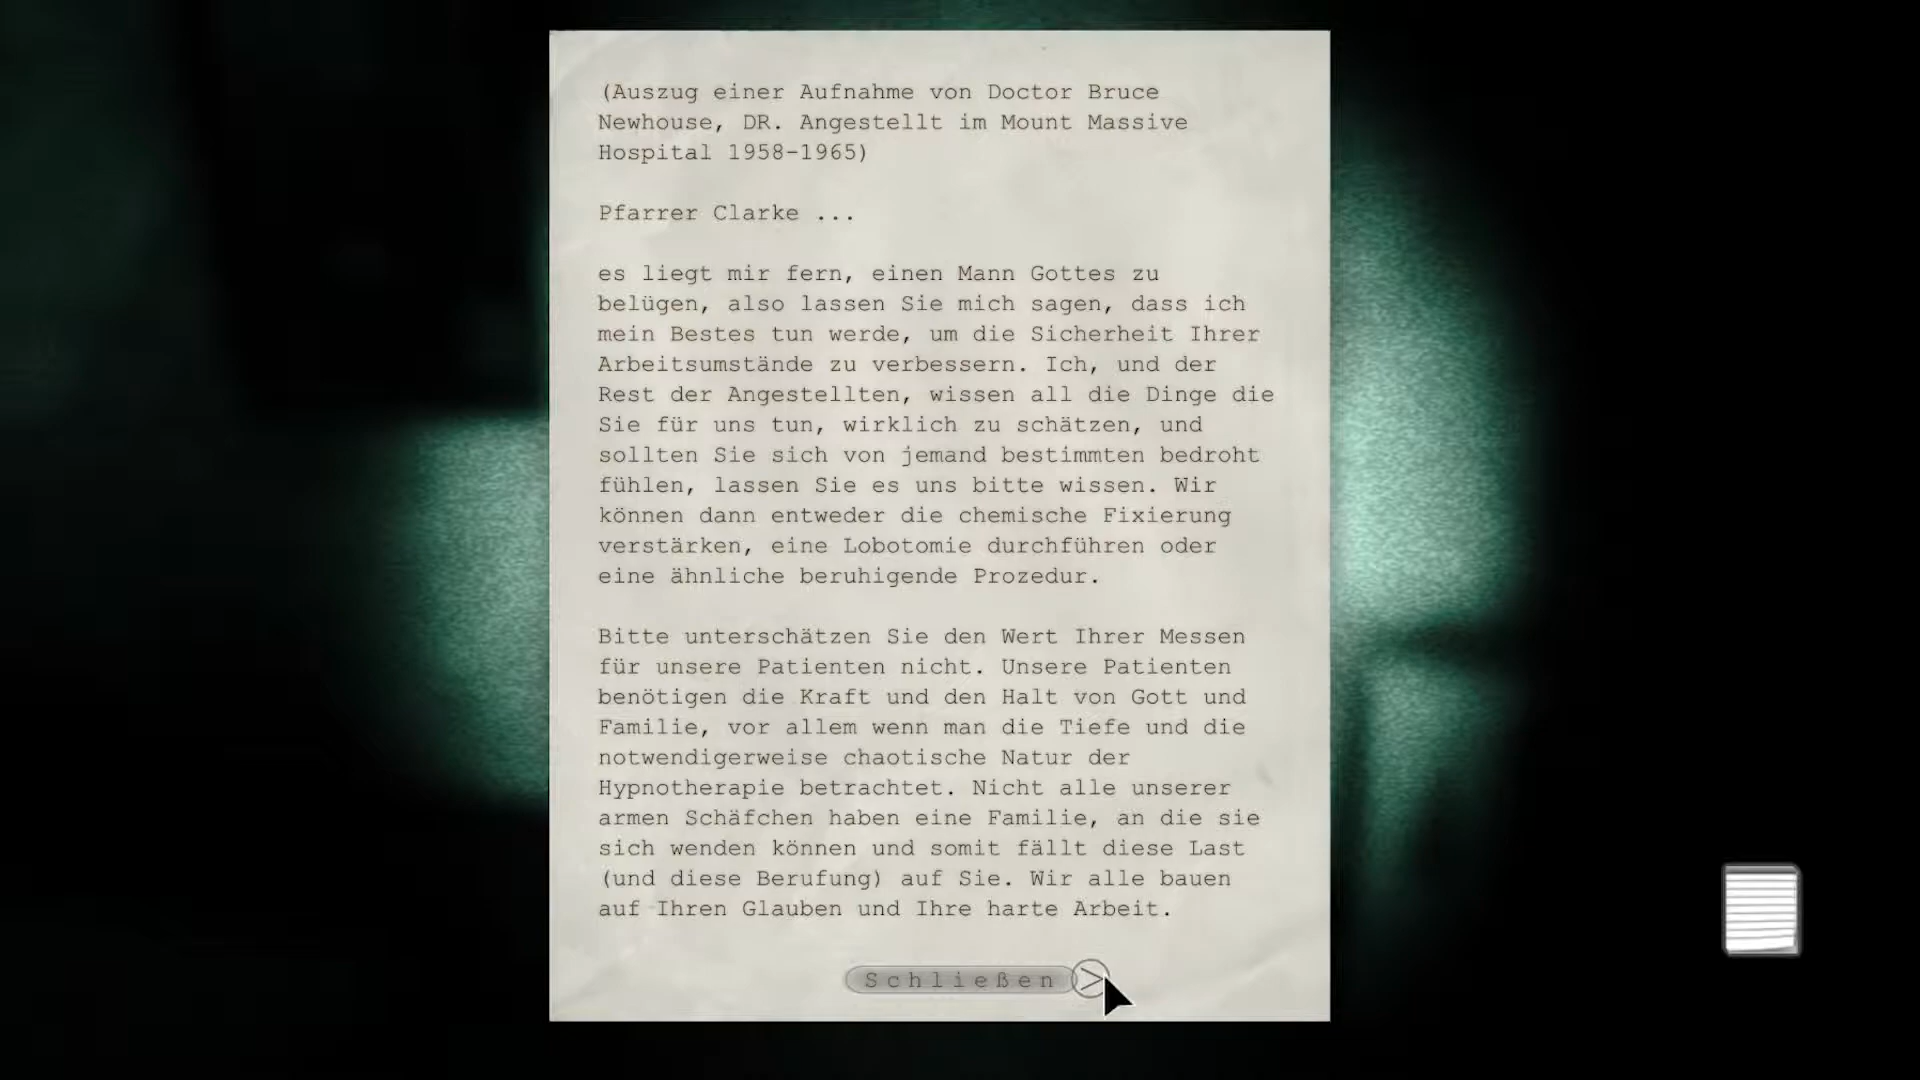 (Auszug einer Aufnahme von Doctor Bruce
Newhouse, DR. Angestellt im Mount Massive
Hospital 1958-1965)
Pfarrer Clarke ...
es liegt mir fern, einen Mann Gottes zu
belügen, also lassen Sie mich sagen, dass ich
mein Bestes tun werde, um die Sicherheit Ihrer
Arbeitsumstände zu verbessern. Ich, und der
Rest der Angestellten, wissen all die Dinge die
Sie für uns tun, wirklich zu schätzen, und
sollten Sie sich von jemand bestimmten bedroht
fühlen, lassen Sie es uns bitte wissen. Wir
können dann entweder die chemische Fixierung
verstärken, eine Lobotomie durchführen oder
eine ähnliche beruhigende Prozedur.
Bitte unterschätzen Sie den Wert Ihrer Messen
für unsere Patienten nicht. Unsere Patienten
benötigen die Kraft und den Halt von Gott und
Familie, vor allem wenn man die Tiefe und die
notwendigerweise chaotische Natur der
Hypnotherapie betrachtet. Nicht alle unserer
armen Schäfchen haben eine Familie, an die sie
sich wenden können und somit fällt diese Last
(und diese Berufung) auf Sie. Wir alle bauen
auf Ihren Glauben und Ihre harte Arbeit.
Schließen >